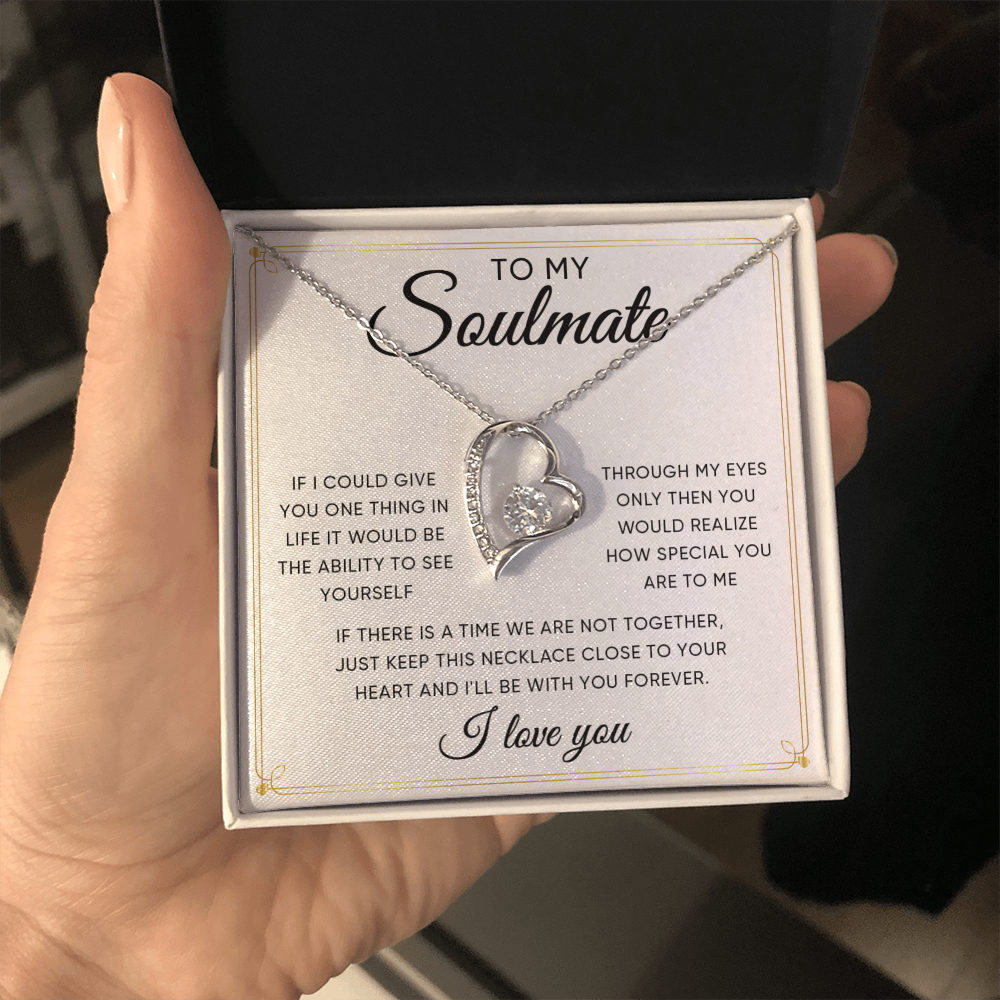 TO MY
Soulmate
IF I COULD GIVE
YOU ONE THING IN
LIFE IT WOULD BE
THE ABILITY TO SEE
YOURSELF
THROUGH MY EYES
ONLY THEN YOU
WOULD REALIZE
HOW SPECIAL YOU
ARE TO ME
IF THERE IS A TIME WE ARE NOT TOGETHER,
JUST KEEP THIS NECKLACE CLOSE TO YOUR
HEART AND I'LL BE WITH YOU FOREVER.
I love you